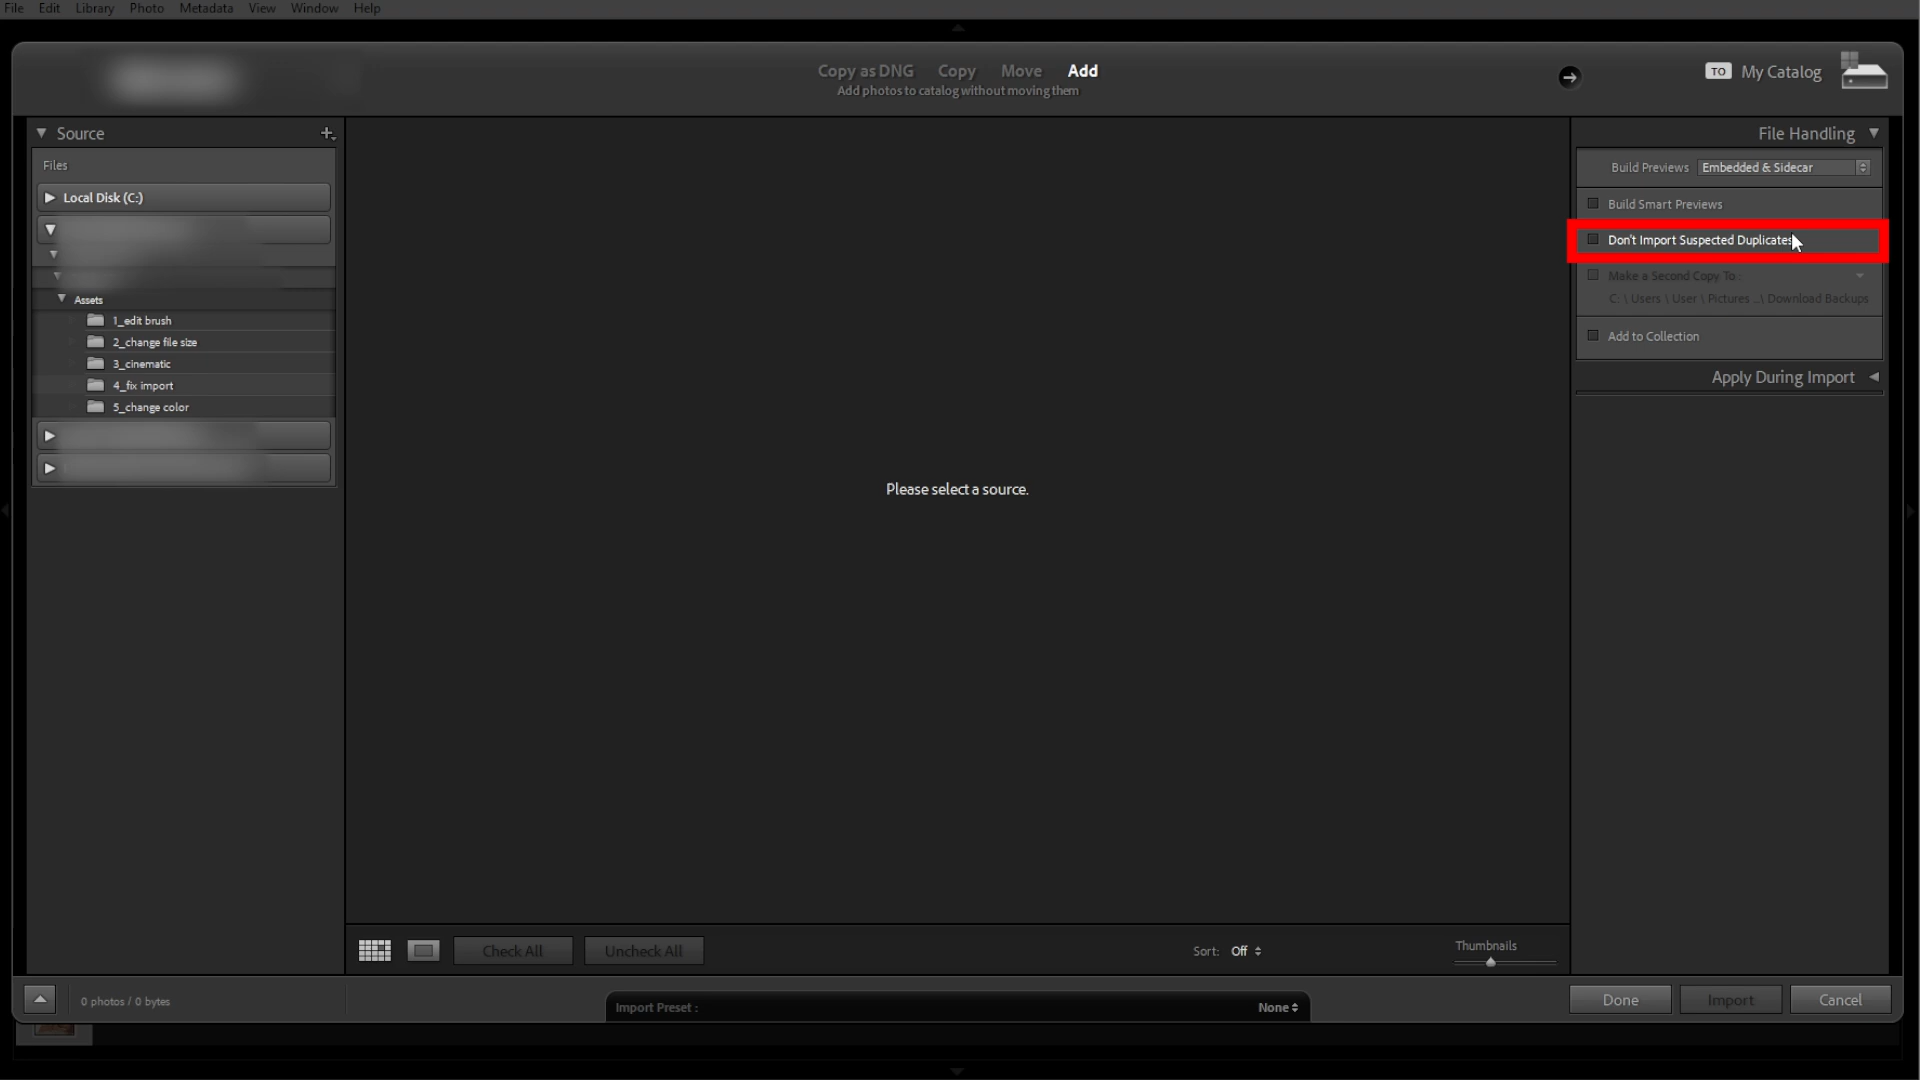 File Edit Library Photo Metadata View Window Help
Copy as DNG Copy Move Add
Add photos to catalog without moving them
TO My Catalog
Source
Files
Local Disk (C:)
Assets
1_edit brush
2_change file size
3_cinematic
4_fix import
5_change color
Please select a source.
File Handling
Build Previews Embedded & Sidecar
Build Smart Previews
Don't Import Suspected Duplicates
Make a Second Copy To :
C: \ Users \ User \ Pictures ...\ Download Backups
Add to Collection
Apply During Import
Check All Uncheck All Sort: Off Thumbnails
0 photos / 0 bytes
Import Preset : None
Done Import Cancel